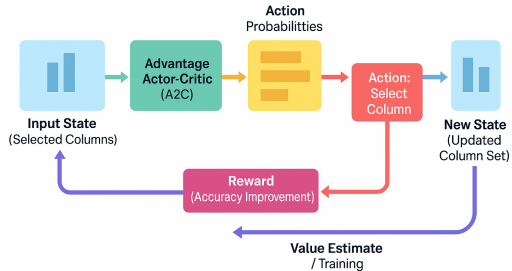 Action
Probabilitties
Advantage
Actor-Critic
(A2C)
Action:
Select
Column
Input State
(Selected Columns)
New State
(Updated
Column Set)
Reward
(Accuracy Improvement)
Value Estimate
/ Training